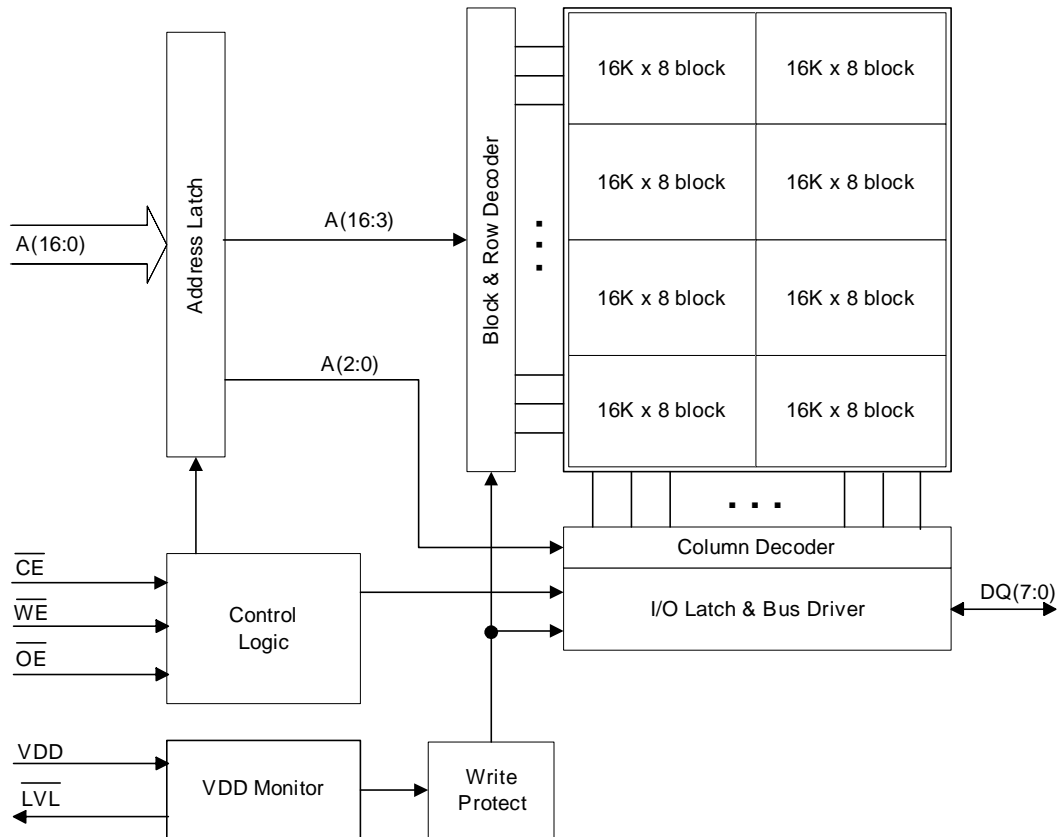 16K x 8 block 16K x 8 block
16K x 8 block 16K x 8 block
16K x 8 block 16K x 8 block
16K x 8 block 16K x 8 block
Address Latch
Block & Row Decoder
A(16:0)
A(16:3)
A(2:0)
Column Decoder
I/O Latch & Bus Driver
DQ(7:0)
CE
WE
OE
Control
Logic
VDD
LVL
VDD Monitor
Write
Protect